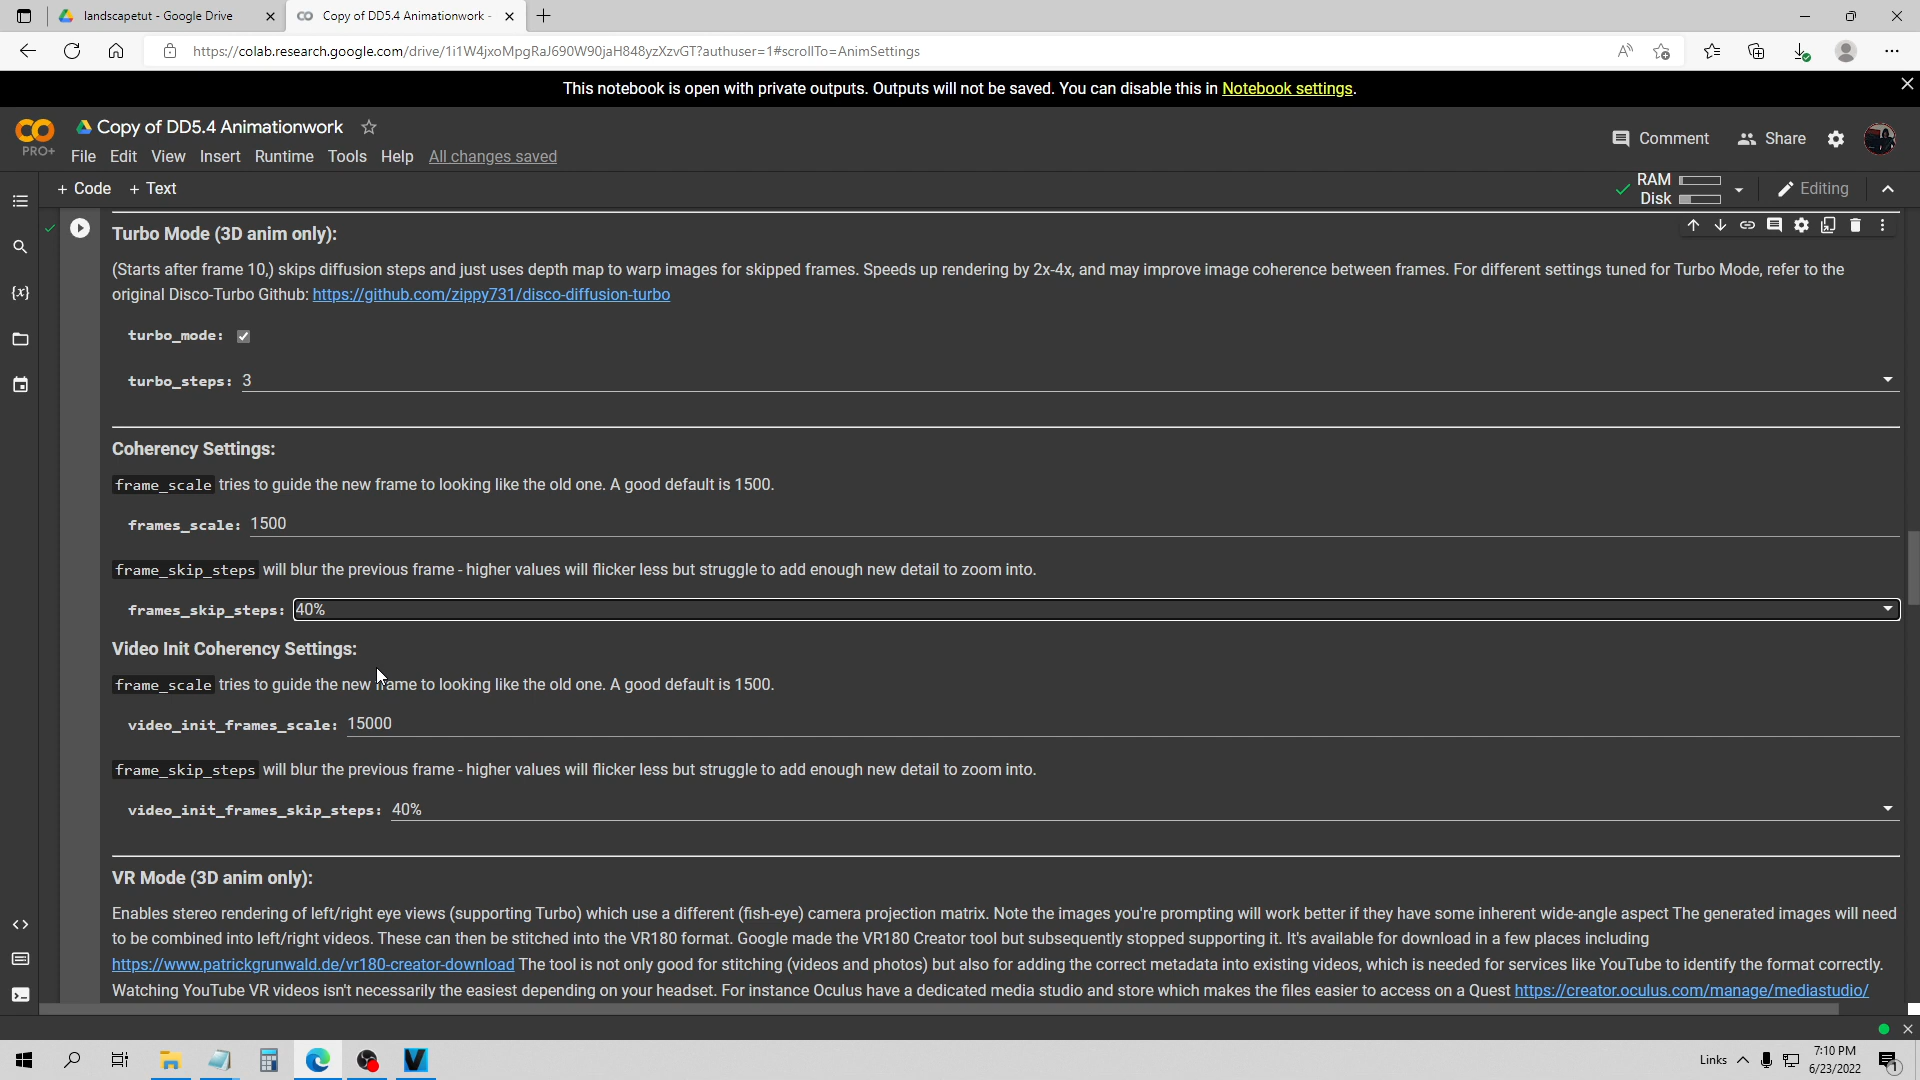 landscapetut - Google Drive
Copy of DD5.4 Animationwork -
https://colab.research.google.com/drive/1i1W4jxoMpgRaJ690W90jaH848yzXzvGT?authuser=1#scrollTo=AnimSettings
This notebook is open with private outputs. Outputs will not be saved. You can disable this in Notebook settings.
Copy of DD5.4 Animationwork
PRO+
File Edit View Insert Runtime Tools Help All changes saved
Comment Share
+ Code + Text
RAM
Disk
Editing
Turbo Mode (3D anim only):
(Starts after frame 10,) skips diffusion steps and just uses depth map to warp images for skipped frames. Speeds up rendering by 2x-4x, and may improve image coherence between frames. For different settings tuned for Turbo Mode, refer to the
original Disco-Turbo Github: https://github.com/zippy731/disco-diffusion-turbo
turbo_mode:
turbo_steps: 3
Coherency Settings:
frame_scale tries to guide the new frame to looking like the old one. A good default is 1500.
frames_scale: 1500
frame_skip_steps will blur the previous frame - higher values will flicker less but struggle to add enough new detail to zoom into.
frames_skip_steps: 40%
Video Init Coherency Settings:
frame_scale tries to guide the new frame to looking like the old one. A good default is 1500.
video_init_frames_scale: 15000
frame_skip_steps will blur the previous frame - higher values will flicker less but struggle to add enough new detail to zoom into.
video_init_frames_skip_steps: 40%
VR Mode (3D anim only):
Enables stereo rendering of left/right eye views (supporting Turbo) which use a different (fish-eye) camera projection matrix. Note the images you're prompting will work better if they have some inherent wide-angle aspect The generated images will need
to be combined into left/right videos. These can then be stitched into the VR180 format. Google made the VR180 Creator tool but subsequently stopped supporting it. It's available for download in a few places including
https://www.patrickgrunwald.de/vr180-creator-download The tool is not only good for stitching (videos and photos) but also for adding the correct metadata into existing videos, which is needed for services like YouTube to identify the format correctly.
Watching YouTube VR videos isn't necessarily the easiest depending on your headset. For instance Oculus have a dedicated media studio and store which makes the files easier to access on a Quest https://creator.oculus.com/manage/mediastudio/
Links
7:10 PM
6/23/2022
1